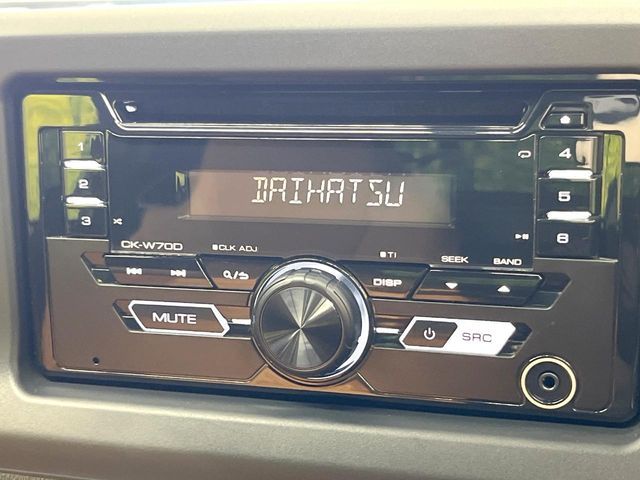 1
2
3
4
5
6
DAIHATSU
CK-W70D
CLK ADJ
TI
SEEK
BAND
DISP
MUTE
SRC